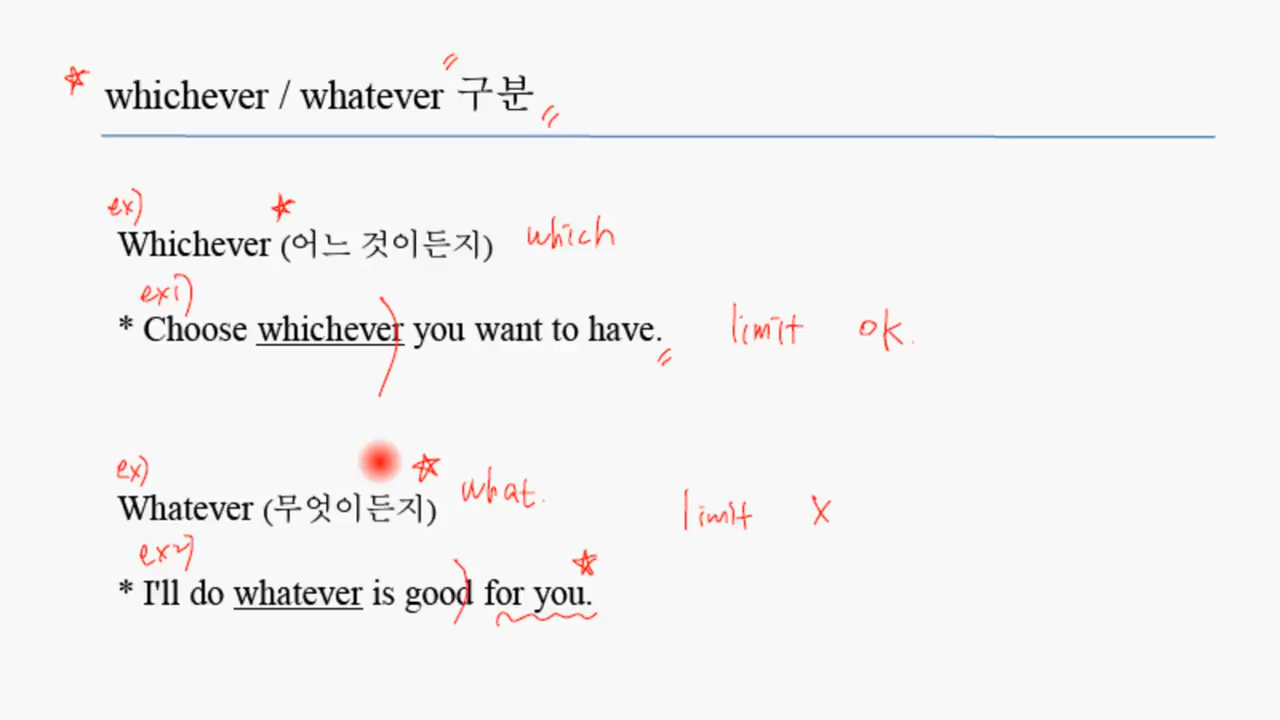 whichever / whatever 구분
ex)
Whichever (어느 것이든지) which
ex1)
* Choose whichever you want to have. limit ok.
ex)
Whatever (무엇이든지) what.
limit X
ex2)
* I'll do whatever is good for you.